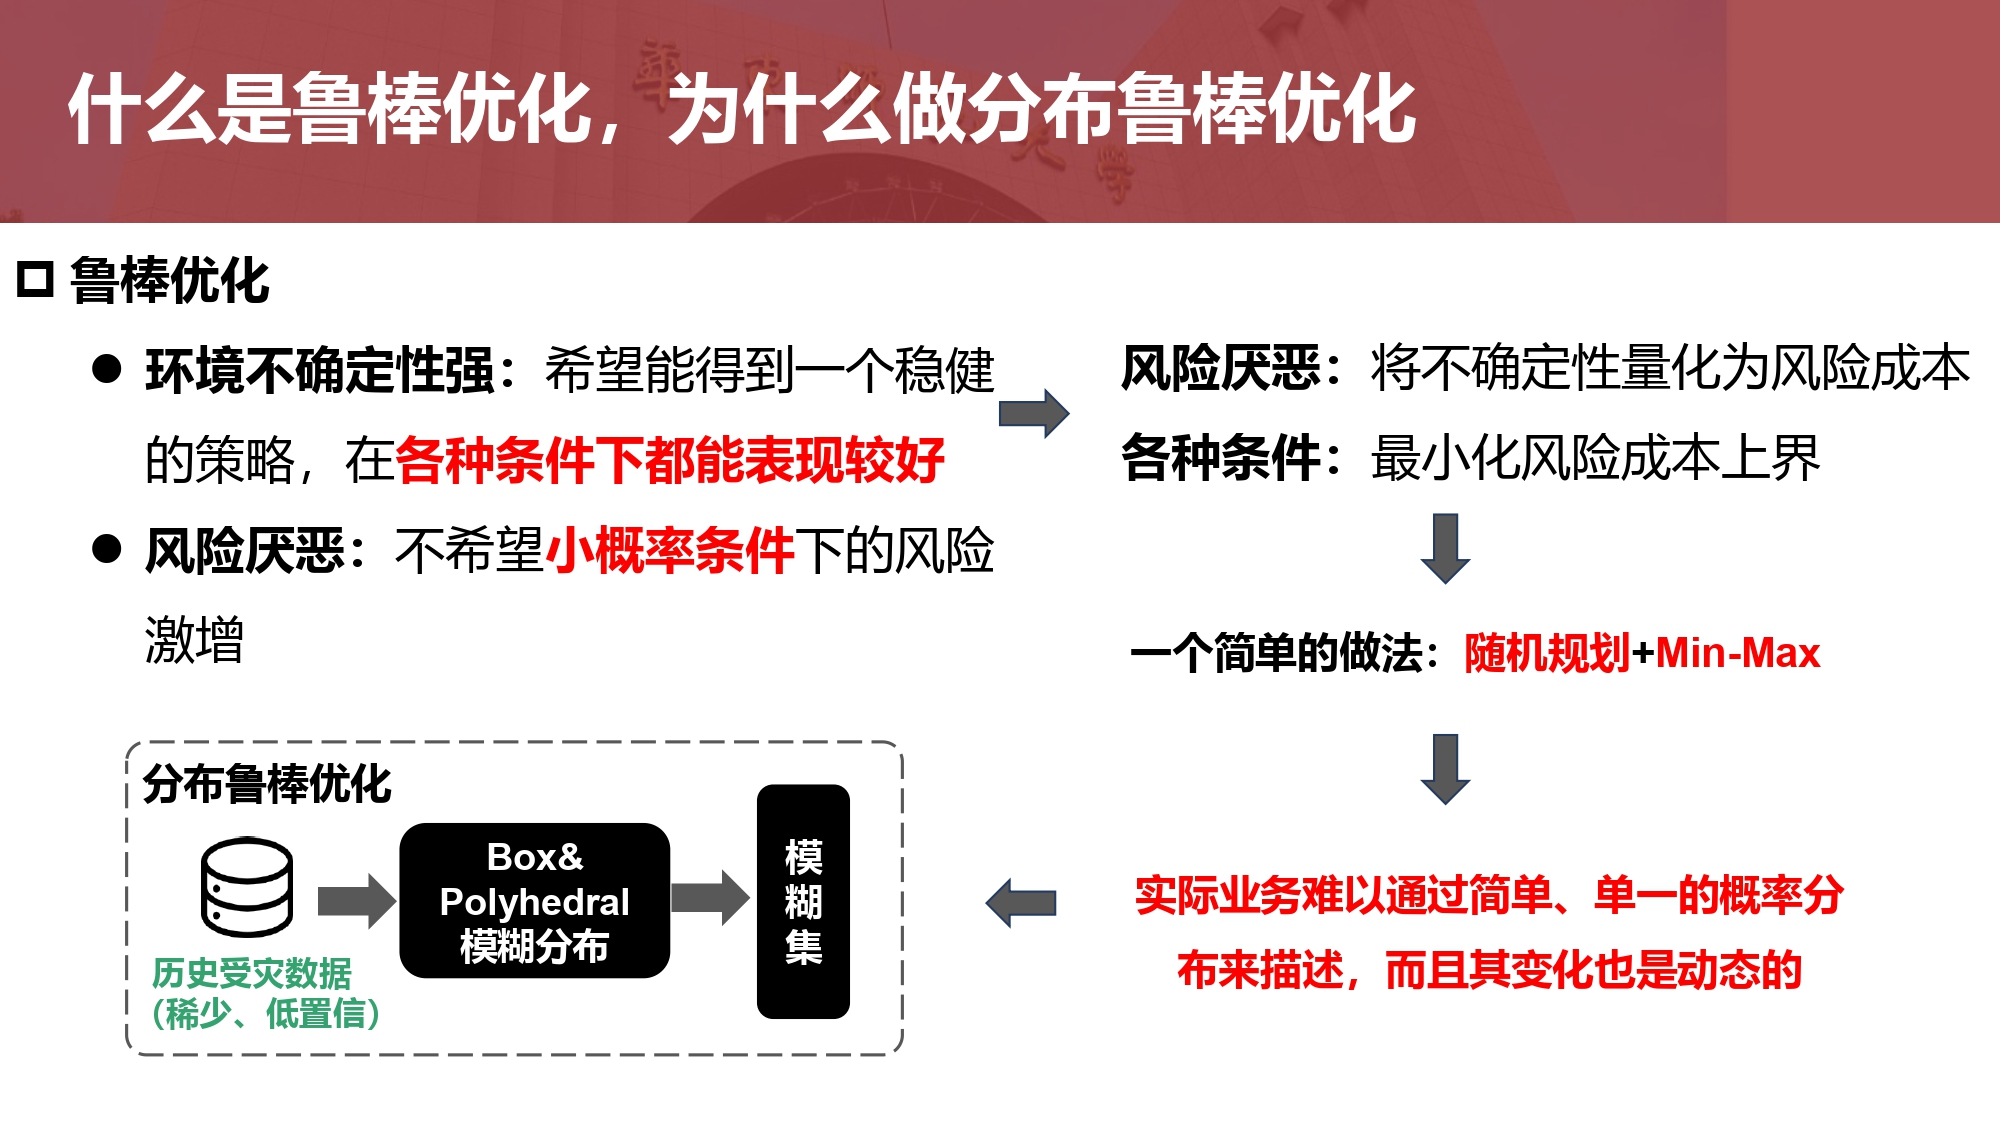 什么是鲁棒优化，为什么做分布鲁棒优化
鲁棒优化
环境不确定性强：希望能得到一个稳健
的策略，在各种条件下都能表现较好
风险厌恶：不希望小概率条件下的风险
激增
风险厌恶：将不确定性量化为风险成本
各种条件：最小化风险成本上界
一个简单的做法：随机规划+Min-Max
实际业务难以通过简单、单一的概率分
布来描述，而且其变化也是动态的
分布鲁棒优化
历史受灾数据
（稀少、低置信）
Box&
Polyhedral
模糊分布
模
糊
集